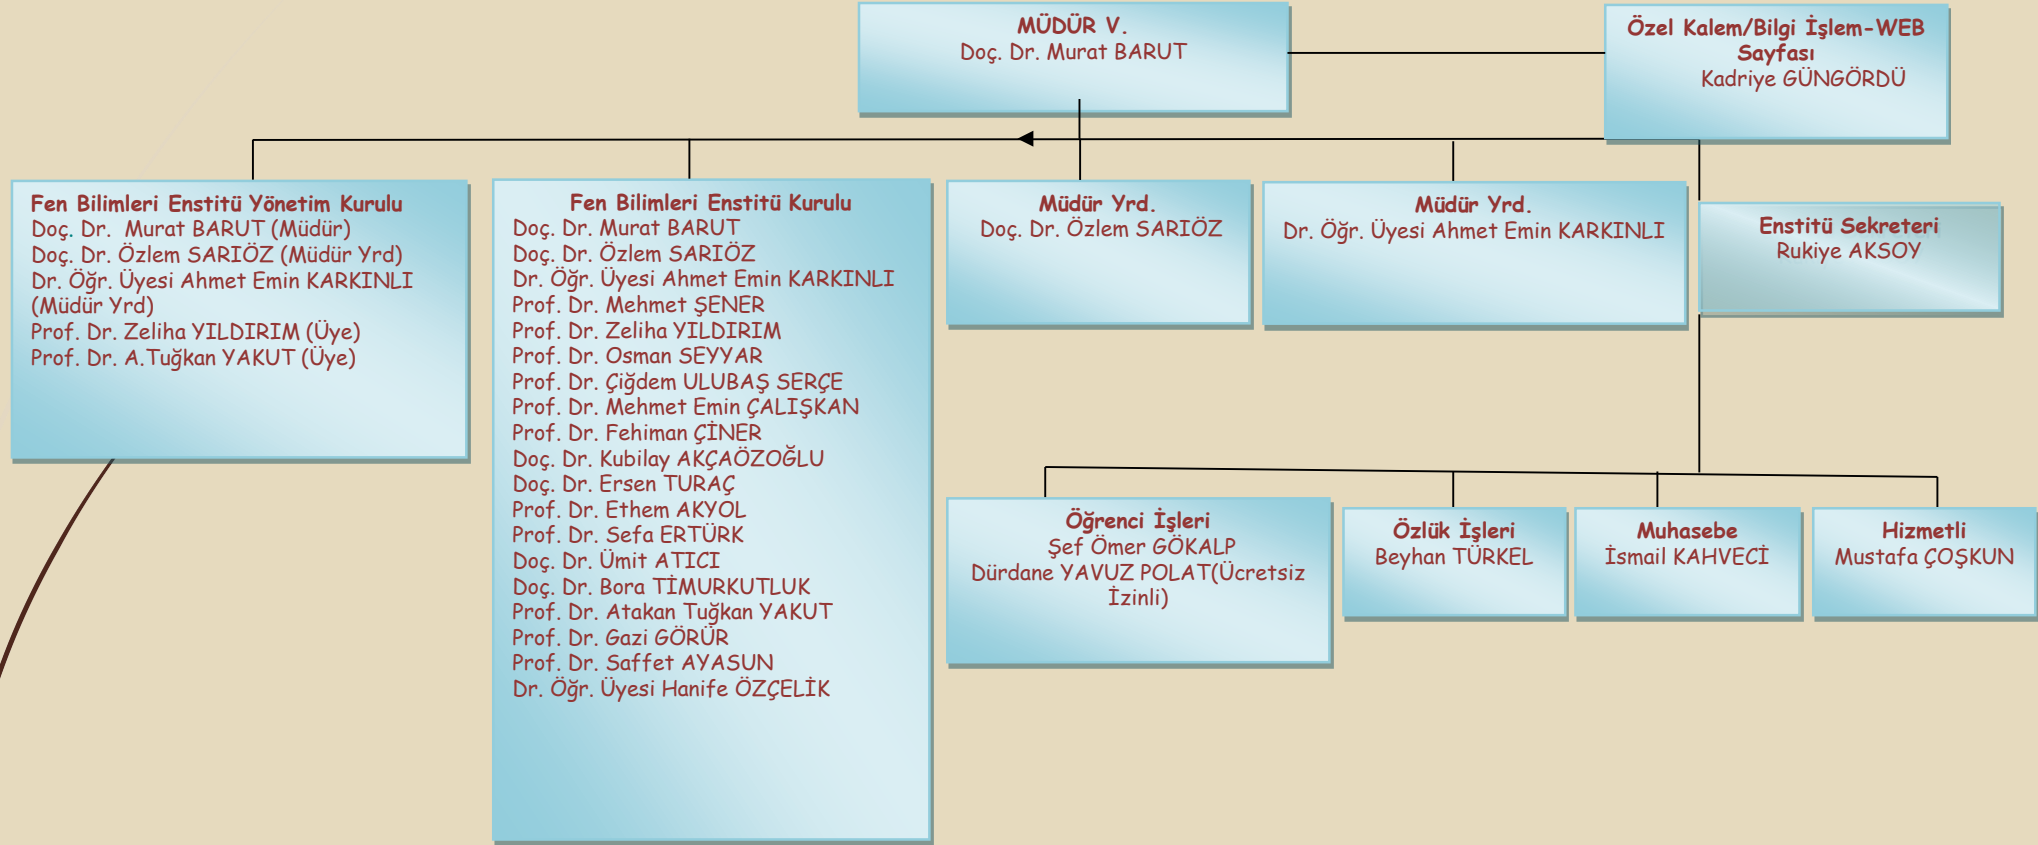 MÜDÜR V.
Doç. Dr. Murat BARUT
Özel Kalem/Bilgi İşlem-WEB
Sayfası
Kadriye GÜNGÖRDÜ
Fen Bilimleri Enstitü Yönetim Kurulu
Doç. Dr. Murat BARUT (Müdür)
Doç. Dr. Özlem SARIÖZ (Müdür Yrd)
Dr. Öğr. Üyesi Ahmet Emin KARKINLI
(Müdür Yrd)
Prof. Dr. Zeliha YILDIRIM (Üye)
Prof. Dr. A.Tuğkan YAKUT (Üye)
Fen Bilimleri Enstitü Kurulu
Doç. Dr. Murat BARUT
Doç. Dr. Özlem SARIÖZ
Dr. Öğr. Üyesi Ahmet Emin KARKINLI
Prof. Dr. Mehmet ŞENER
Prof. Dr. Zeliha YILDIRIM
Prof. Dr. Osman SEYYAR
Prof. Dr. Çiğdem ULUBAŞ SERÇE
Prof. Dr. Mehmet Emin ÇALIŞKAN
Prof. Dr. Fehiman ÇİNER
Doç. Dr. Kubilay AKÇAÖZOĞLU
Doç. Dr. Ersen TURAÇ
Prof. Dr. Ethem AKYOL
Prof. Dr. Sefa ERTÜRK
Doç. Dr. Ümit ATICI
Doç. Dr. Bora TİMURKUTLUK
Prof. Dr. Atakan Tuğkan YAKUT
Prof. Dr. Gazi GÖRÜR
Prof. Dr. Saffet AYASUN
Dr. Öğr. Üyesi Hanife ÖZÇELİK
Müdür Yrd.
Doç. Dr. Özlem SARIÖZ
Müdür Yrd.
Dr. Öğr. Üyesi Ahmet Emin KARKINLI
Enstitü Sekreteri
Rukiye AKSOY
Öğrenci İşleri
Şef Ömer GÖKALP
Dürdane YAVUZ POLAT(Ücretsiz
İzinli)
Özlük İşleri
Beyhan TÜRKEL
Muhasebe
İsmail KAHVECİ
Hizmetli
Mustafa ÇOŞKUN